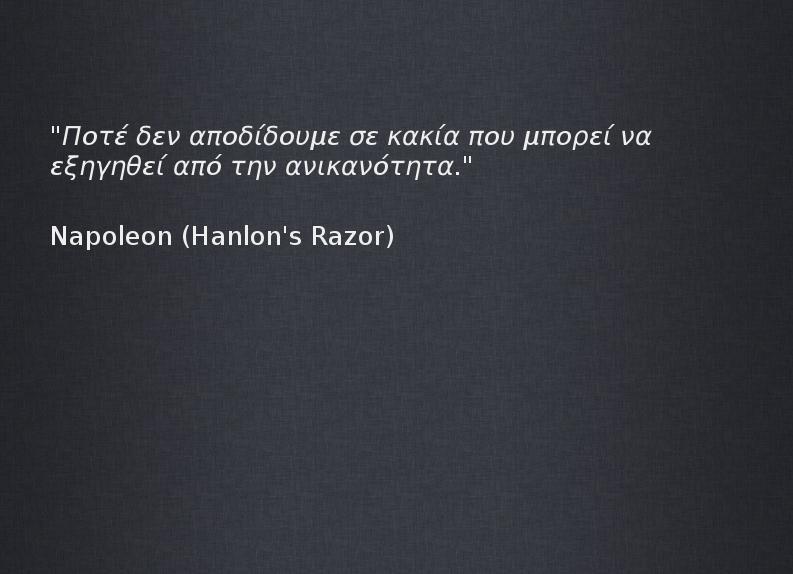 "Ποτέ δεν αποδίδουμε σε κακία που μπορεί να
εξηγηθεί από την ανικανότητα."
Napoleon (Hanlon's Razor)